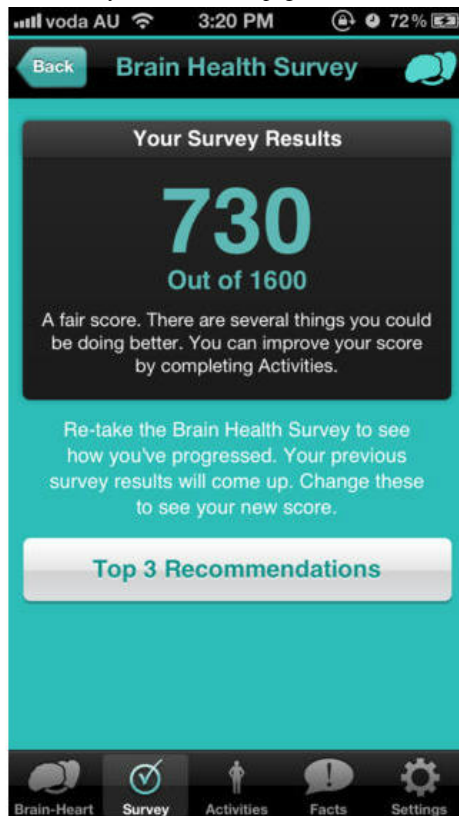 voda AU 3:20 PM 72%
Back Brain Health Survey
Your Survey Results
730
Out of 1600
A fair score. There are several things you could
be doing better. You can improve your score
by completing Activities.
Re-take the Brain Health Survey to see
how you've progressed. Your previous
survey results will come up. Change these
to see your new score.
Top 3 Recommendations
Brain-Heart Survey Activities Facts Settings